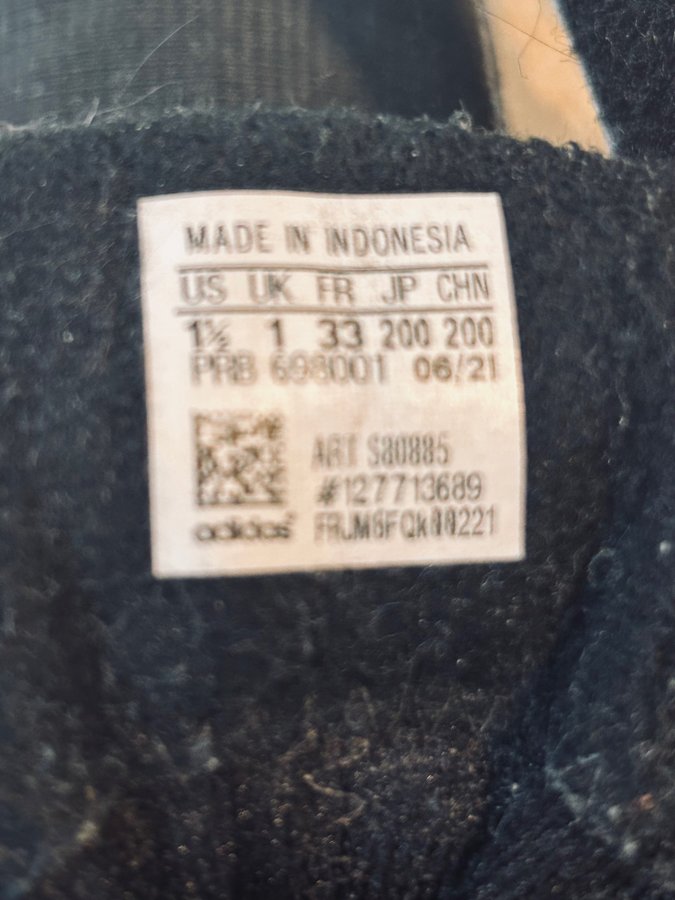 MADE IN INDONESIA
US UK FR JP CHN
1½ 1 33 200 200
PRB 698001 06/21
ART S80885
#127713689
adidas